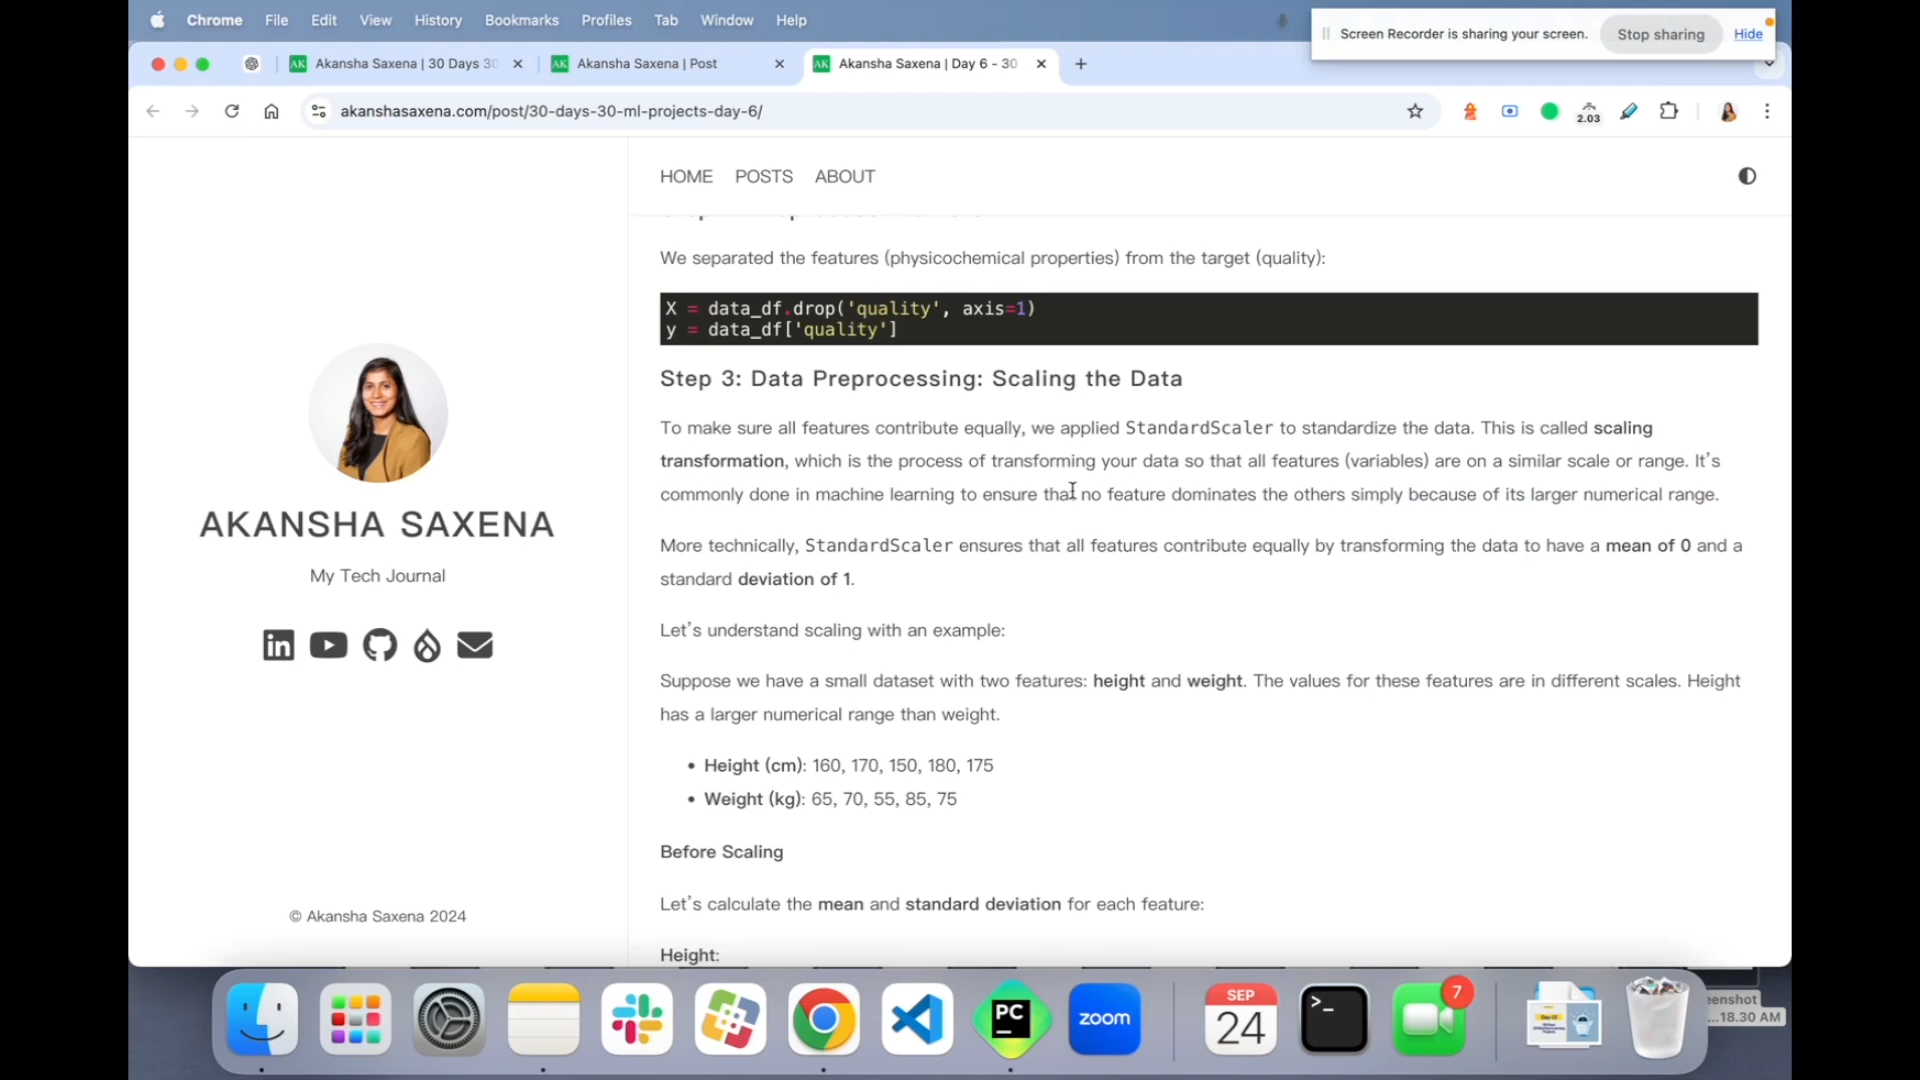 Chrome File Edit View History Bookmarks Profiles Tab Window Help
Screen Recorder is sharing your screen. Stop sharing Hide
Akansha Saxena | 30 Days 30
Akansha Saxena | Post
Akansha Saxena | Day 6 - 30
akanshasaxena.com/post/30-days-30-ml-projects-day-6/
2.03
HOME POSTS ABOUT
We separated the features (physicochemical properties) from the target (quality):
X = data_df.drop('quality', axis=1)
y = data_df['quality']
Step 3: Data Preprocessing: Scaling the Data
To make sure all features contribute equally, we applied StandardScaler to standardize the data. This is called scaling
transformation, which is the process of transforming your data so that all features (variables) are on a similar scale or range. It's
commonly done in machine learning to ensure that no feature dominates the others simply because of its larger numerical range.
More technically, StandardScaler ensures that all features contribute equally by transforming the data to have a mean of 0 and a
standard deviation of 1.
Let's understand scaling with an example:
Suppose we have a small dataset with two features: height and weight. The values for these features are in different scales. Height
has a larger numerical range than weight.
• Height (cm): 160, 170, 150, 180, 175
• Weight (kg): 65, 70, 55, 85, 75
Before Scaling
Let's calculate the mean and standard deviation for each feature:
Height:
AKANSHA SAXENA
My Tech Journal
© Akansha Saxena 2024
PC
zoom
SEP
24
7
eenshot
...18.30 AM